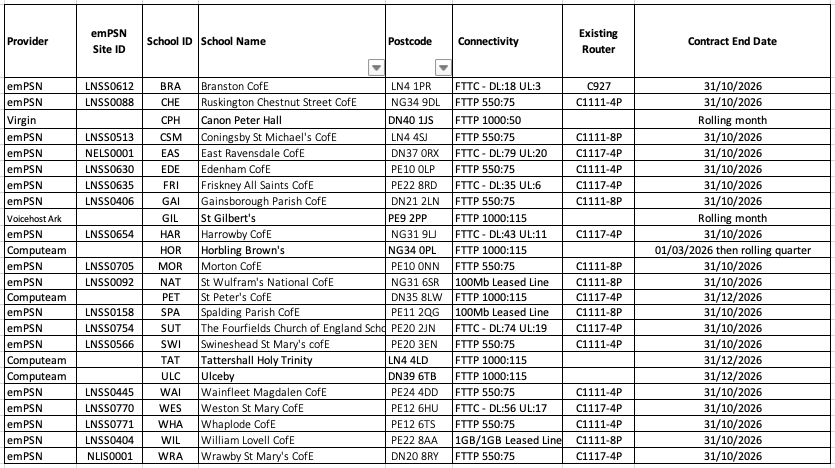 Provider emPSN Site ID School ID School Name Postcode Connectivity Existing Router Contract End Date
emPSN LNSS0612 BRA Branston CofE LN4 1PR FTTC - DL:18 UL:3 C927 31/10/2026
emPSN LNSS0088 CHE Ruskington Chestnut Street CofE NG34 9DL FTTP 550:75 C1111-4P 31/10/2026
Virgin CPH Canon Peter Hall DN40 1JS FTTP 1000:50 Rolling month
emPSN LNSS0513 CSM Coningsby St Michael's CofE LN4 4SJ FTTP 550:75 C1111-8P 31/10/2026
emPSN NELS0001 EAS East Ravensdale CofE DN37 0RX FTTC - DL:79 UL:20 C1117-4P 31/10/2026
emPSN LNSS0630 EDE Edenham CofE PE10 0LP FTTP 550:75 C1117-4P 31/10/2026
emPSN LNSS0635 FRI Friskney All Saints CofE PE22 8RD FTTC - DL:35 UL:6 C1117-4P 31/10/2026
emPSN LNSS0406 GAI Gainsborough Parish CofE DN21 2LN FTTP 550:75 C1111-8P 31/10/2026
Voicehost Ark GIL St Gilbert's PE9 2PP FTTP 1000:115 Rolling month
emPSN LNSS0654 HAR Harrowby CofE NG31 9LJ FTTC - DL:43 UL:11 C1117-4P 31/10/2026
Computeam HOR Horbling Brown's NG34 0PL FTTP 1000:115 01/03/2026 then rolling quarter
emPSN LNSS0705 MOR Morton CofE PE10 0NN FTTP 550:75 C1111-8P 31/10/2026
emPSN LNSS0092 NAT St Wulfram's National CofE NG31 6SR 100Mb Leased Line C1111-8P 31/10/2026
Computeam PET St Peter's CofE DN35 8LW FTTP 1000:115 C1117-4P 31/12/2026
emPSN LNSS0158 SPA Spalding Parish CofE PE11 2QG 100Mb Leased Line C1111-8P 31/10/2026
emPSN LNSS0754 SUT The Fourfields Church of England Scho PE20 2JN FTTC - DL:74 UL:19 C1117-4P 31/10/2026
emPSN LNSS0566 SWI Swineshead St Mary's cofE PE20 3EN FTTP 550:75 C1111-4P 31/10/2026
Computeam TAT Tattershall Holy Trinity LN4 4LD FTTP 1000:115 31/12/2026
Computeam ULC Ulceby DN39 6TB FTTP 1000:115 31/12/2026
emPSN LNSS0445 WAI Wainfleet Magdalen CofE PE24 4DD FTTP 550:75 C1111-4P 31/10/2026
emPSN LNSS0770 WES Weston St Mary CofE PE12 6HU FTTC - DL:56 UL:17 C1117-4P 31/10/2026
emPSN LNSS0771 WHA Whaplode CofE PE12 6TS FTTP 550:75 C1111-4P 31/10/2026
emPSN LNSS0404 WIL William Lovell CofE PE22 8AA 1GB/1GB Leased Line C1111-8P 31/10/2026
emPSN NLIS0001 WRA Wrawby St Mary's CofE DN20 8RY FTTP 550:75 C1117-4P 31/10/2026